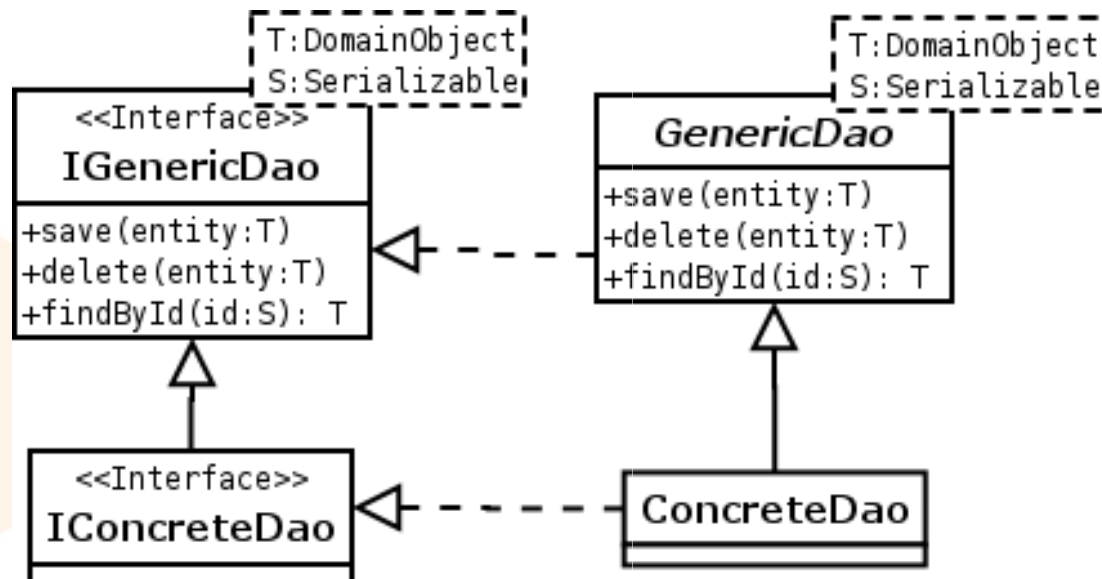 T:DomainObject
S:Serializable
<<Interface>>
IGenericDao
+save(entity:T)
+delete(entity:T)
+findById(id:S): T
T:DomainObject
S:Serializable
GenericDao
+save(entity:T)
+delete(entity:T)
+findById(id:S): T
<<Interface>>
IConcreteDao
ConcreteDao